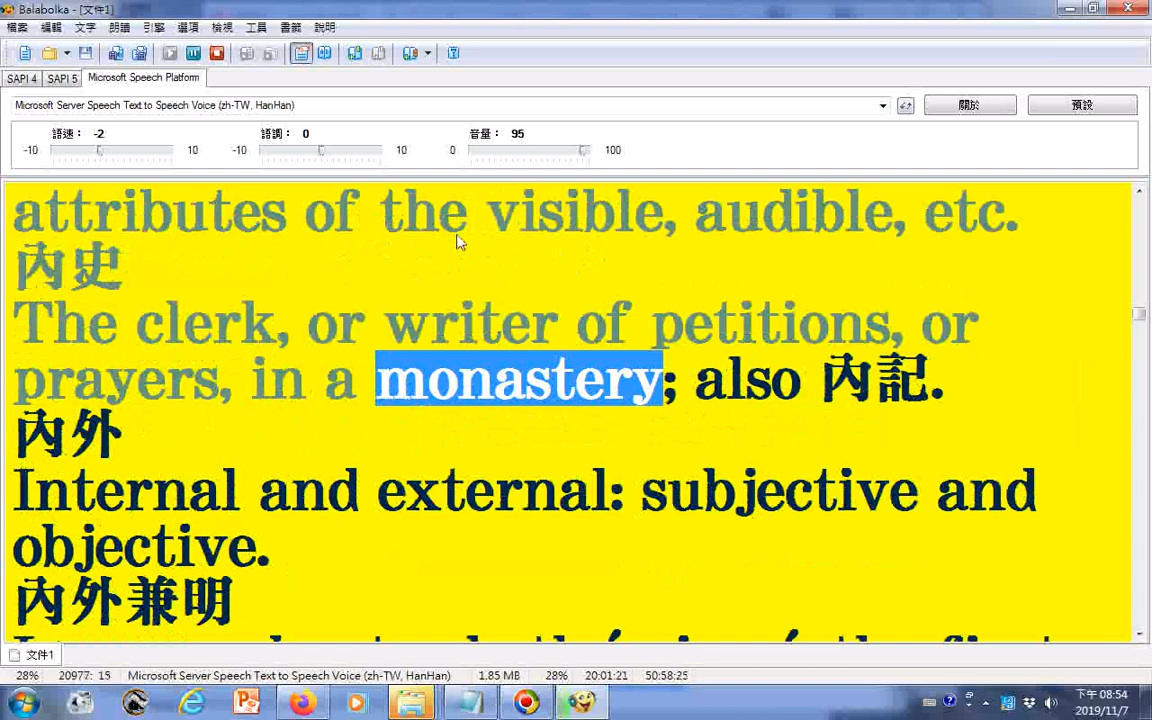 Balabolka - [文件1]
檔案 編輯 文字 朗讀 引擎 選項 檢視 工具 書籤 說明
SAPI 4 SAPI 5 Microsoft Speech Platform
Microsoft Server Speech Text to Speech Voice (zh-TW, HanHan) 關於 預設
語速： -2 語調： 0 音量： 95
-10 10 -10 10 0 100
attributes of the visible, audible, etc.
內史
The clerk, or writer of petitions, or
prayers, in a monastery; also 內記.
內外
Internal and external: subjective and
objective.
內外兼明
文件1
28% 20977: 15 Microsoft Server Speech Text to Speech Voice (zh-TW, HanHan) 1.85 MB 28% 20:01:21 50:58:25
下午 08:54
2019/11/7